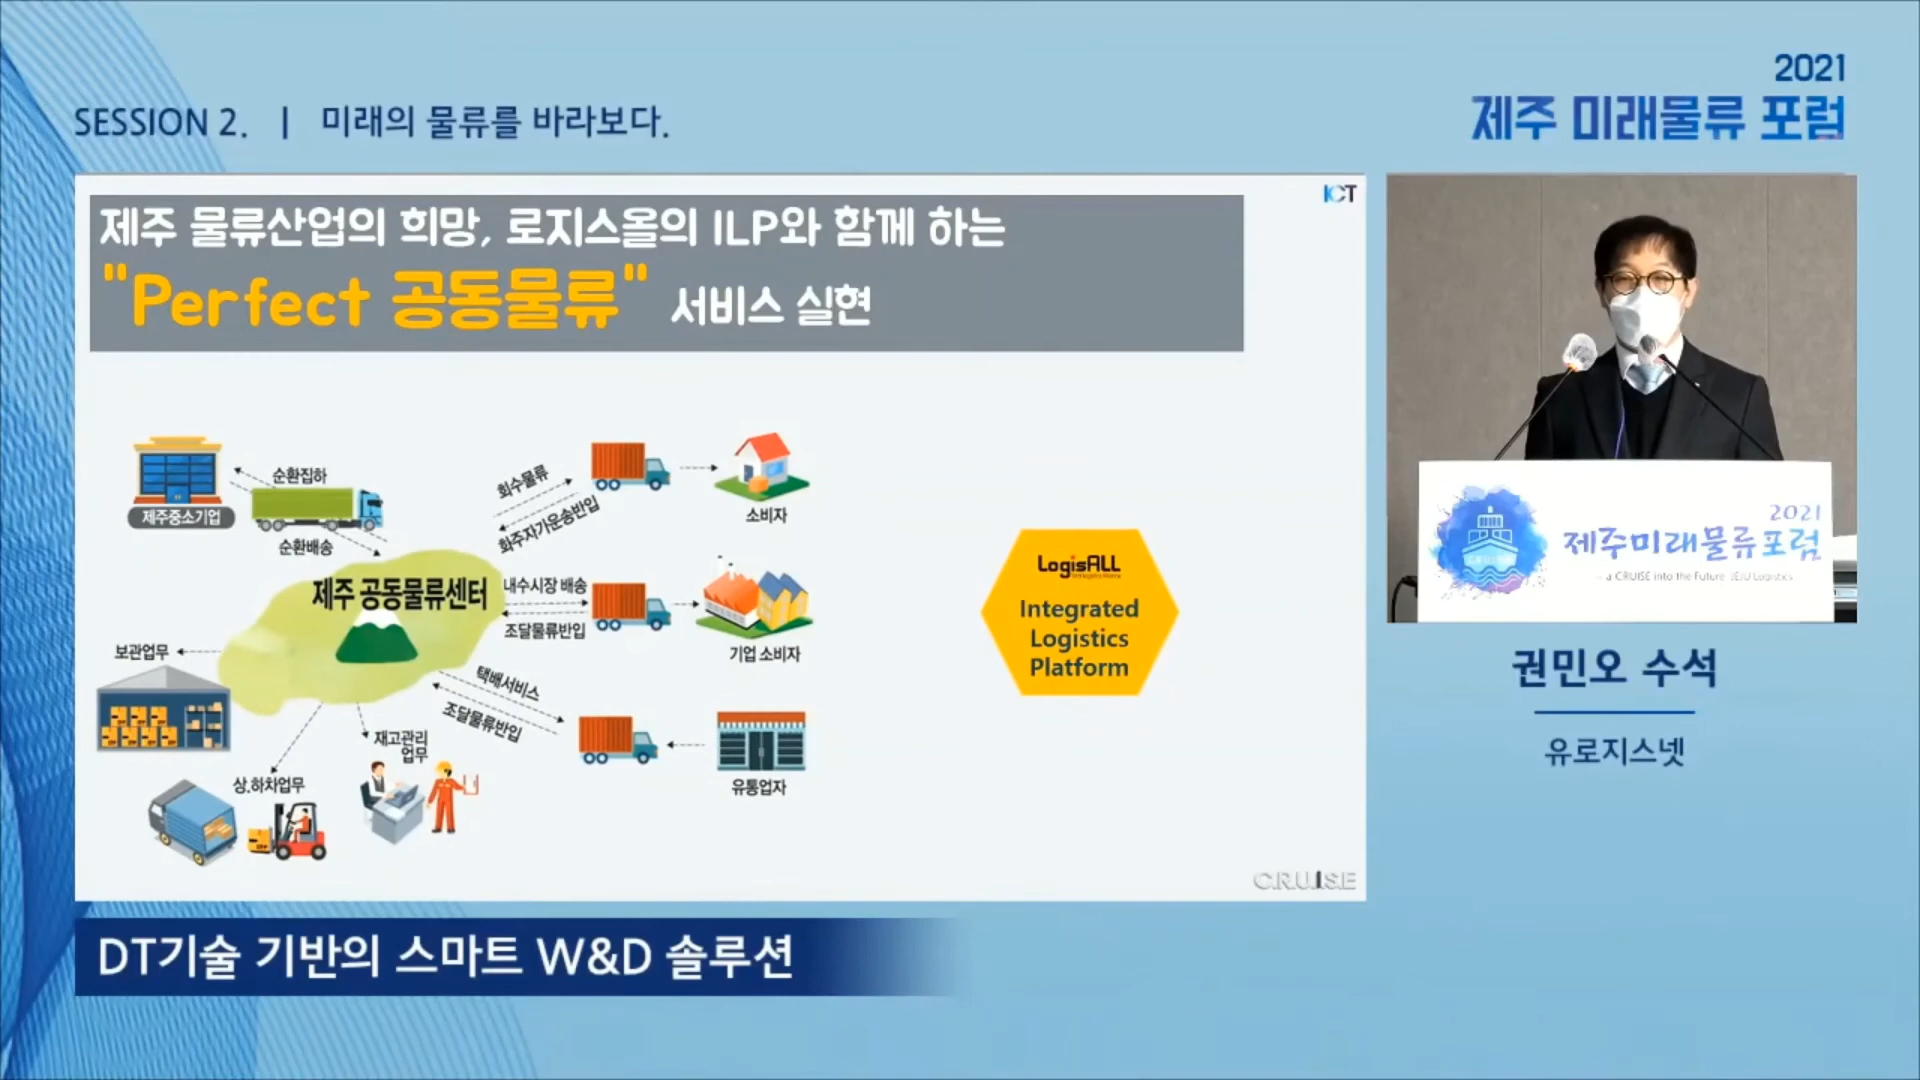 2021
제주 미래물류 포럼
SESSION 2. | 미래의 물류를 바라보다.
ICT
제주 물류산업의 희망, 로지스올의 ILP와 함께 하는
"Perfect 공동물류" 서비스 실현
제주중소기업
순환집하
순환배송
회수물류
화주자가운송반입
소비자
제주 공동물류센터
내수시장 배송
조달물류반입
기업 소비자
보관업무
택배서비스
조달물류반입
유통업자
재고관리
업무
상.하차업무
LogisALL
Integrated
Logistics
Platform
C.R.U.I.S.E
2021
제주미래물류포럼
a CRUISE into the Future JEJU Logistics
권민오 수석
유로지스넷
DT기술 기반의 스마트 W&D 솔루션